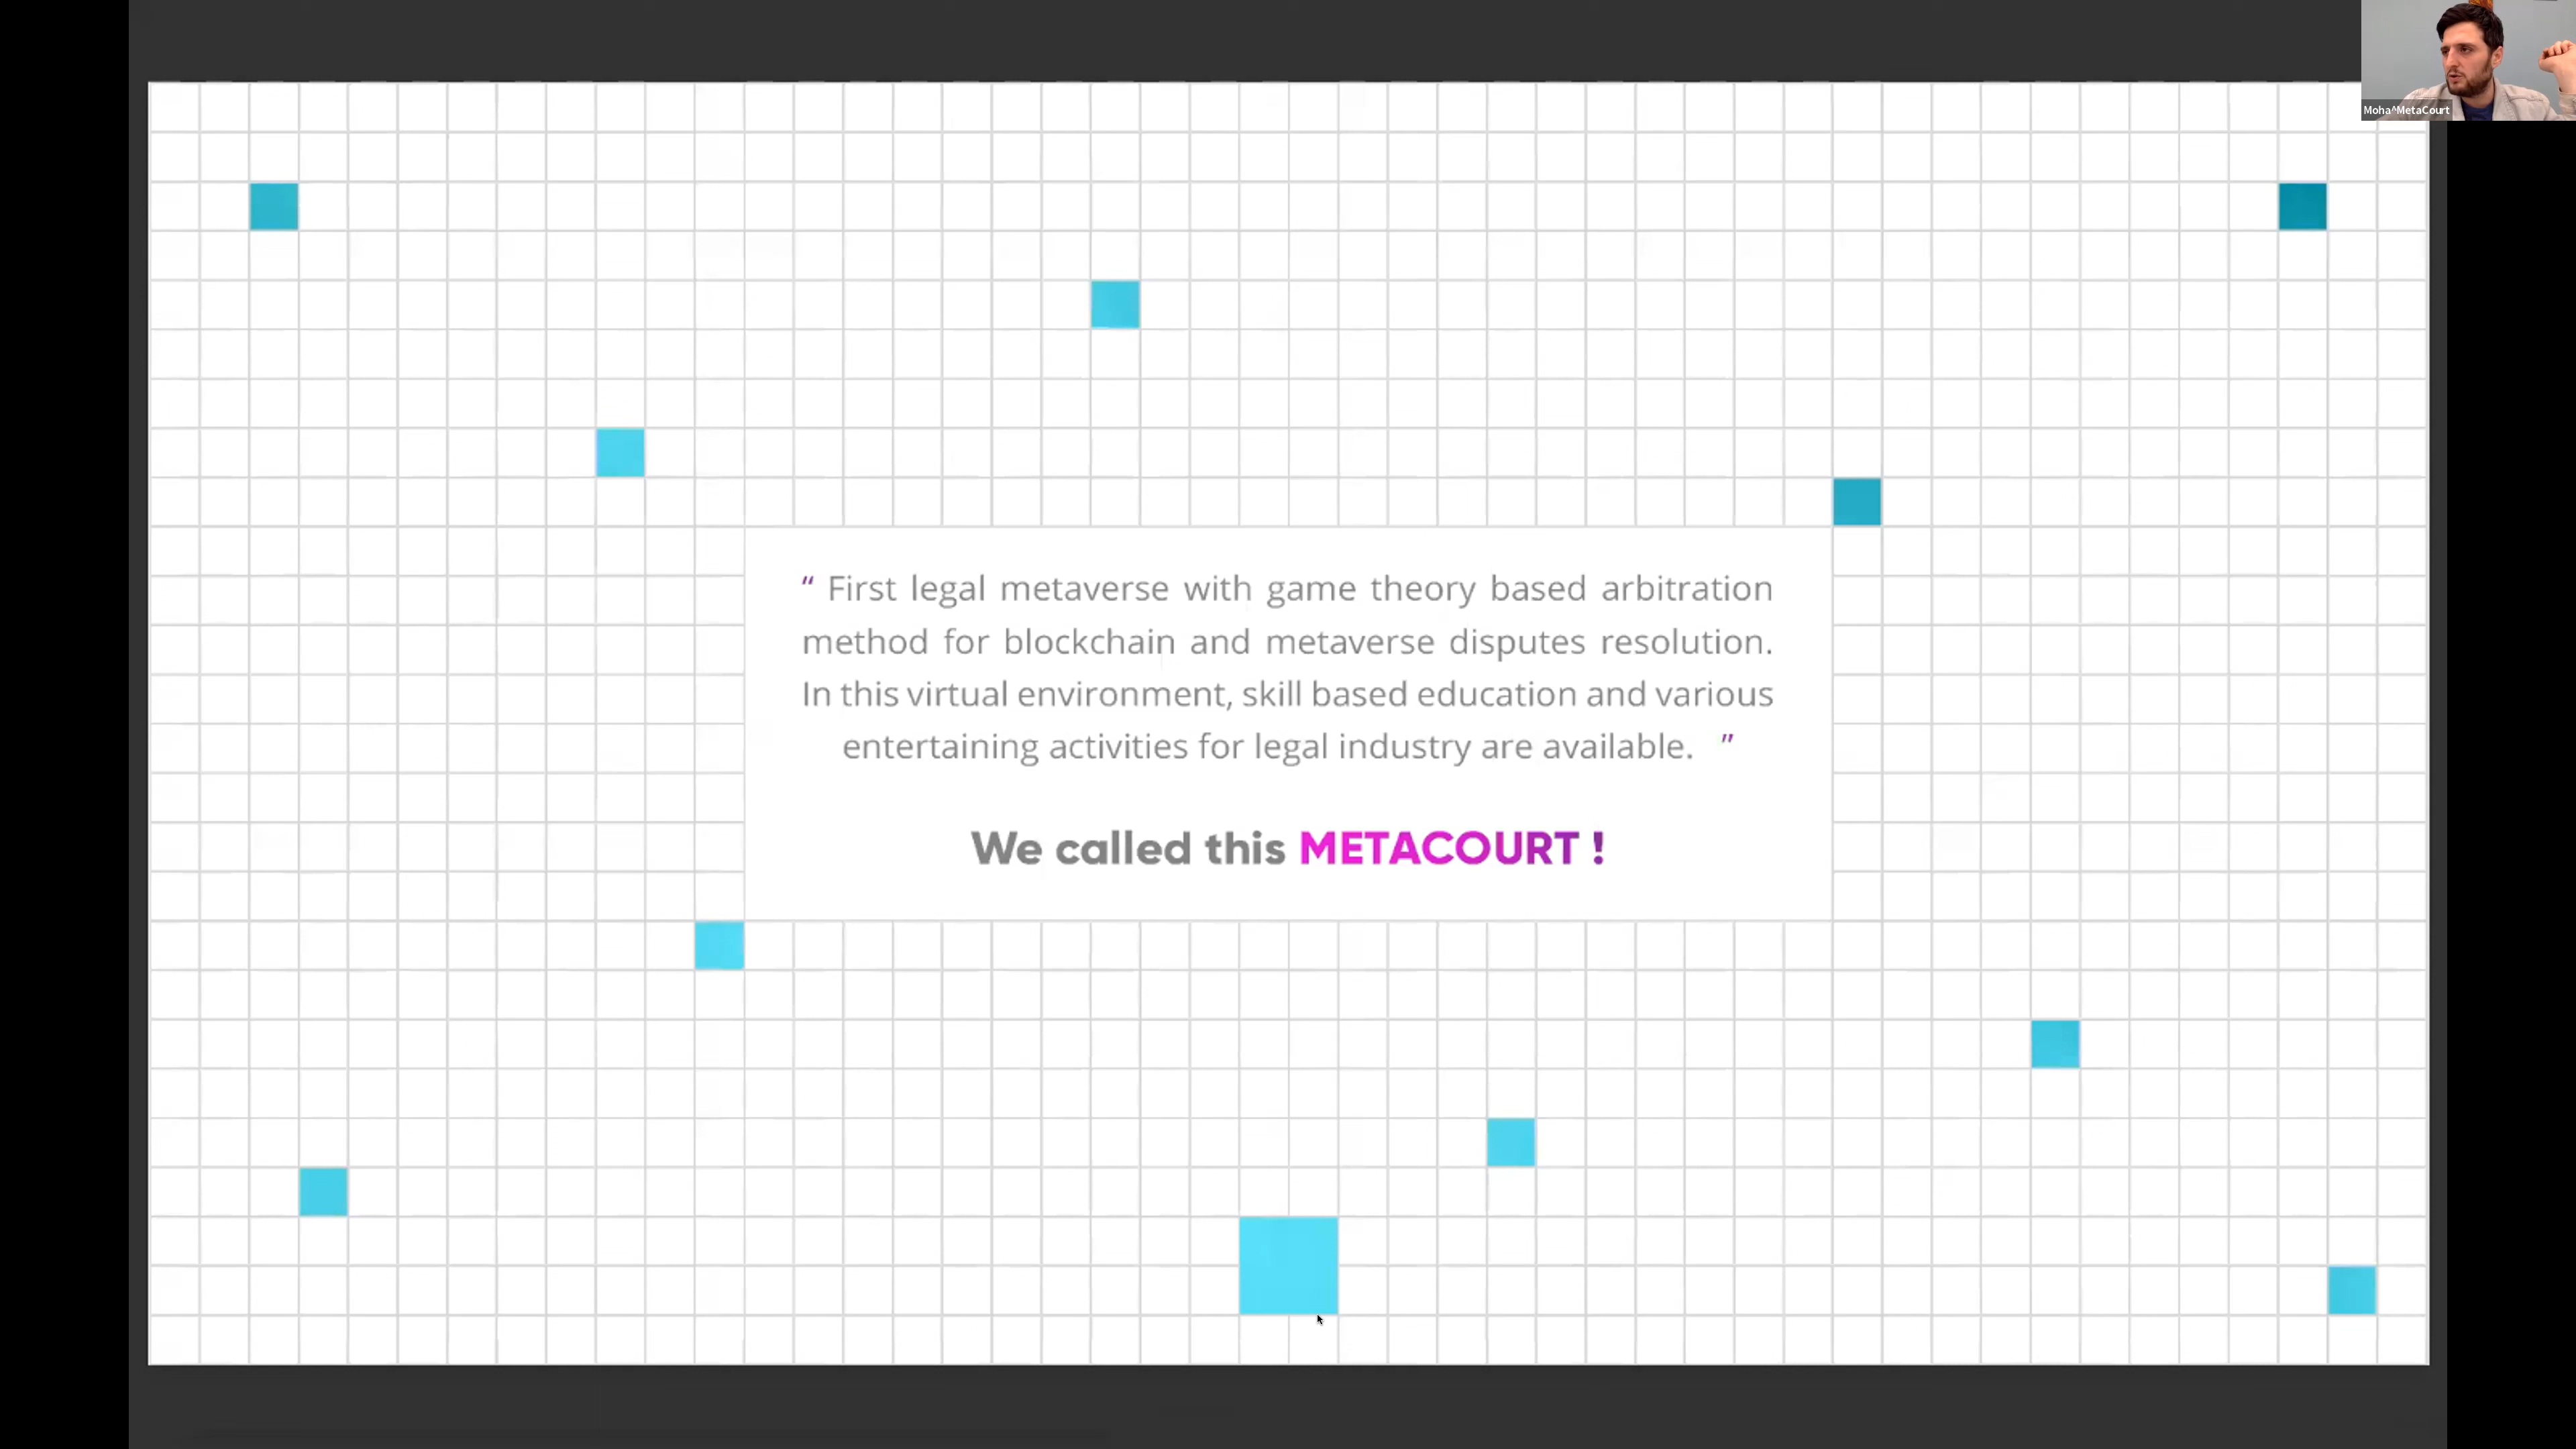 Moha^MetaCourt
“ First legal metaverse with game theory based arbitration
method for blockchain and metaverse disputes resolution.
In this virtual environment, skill based education and various
entertaining activities for legal industry are available. ”
We called this METACOURT !